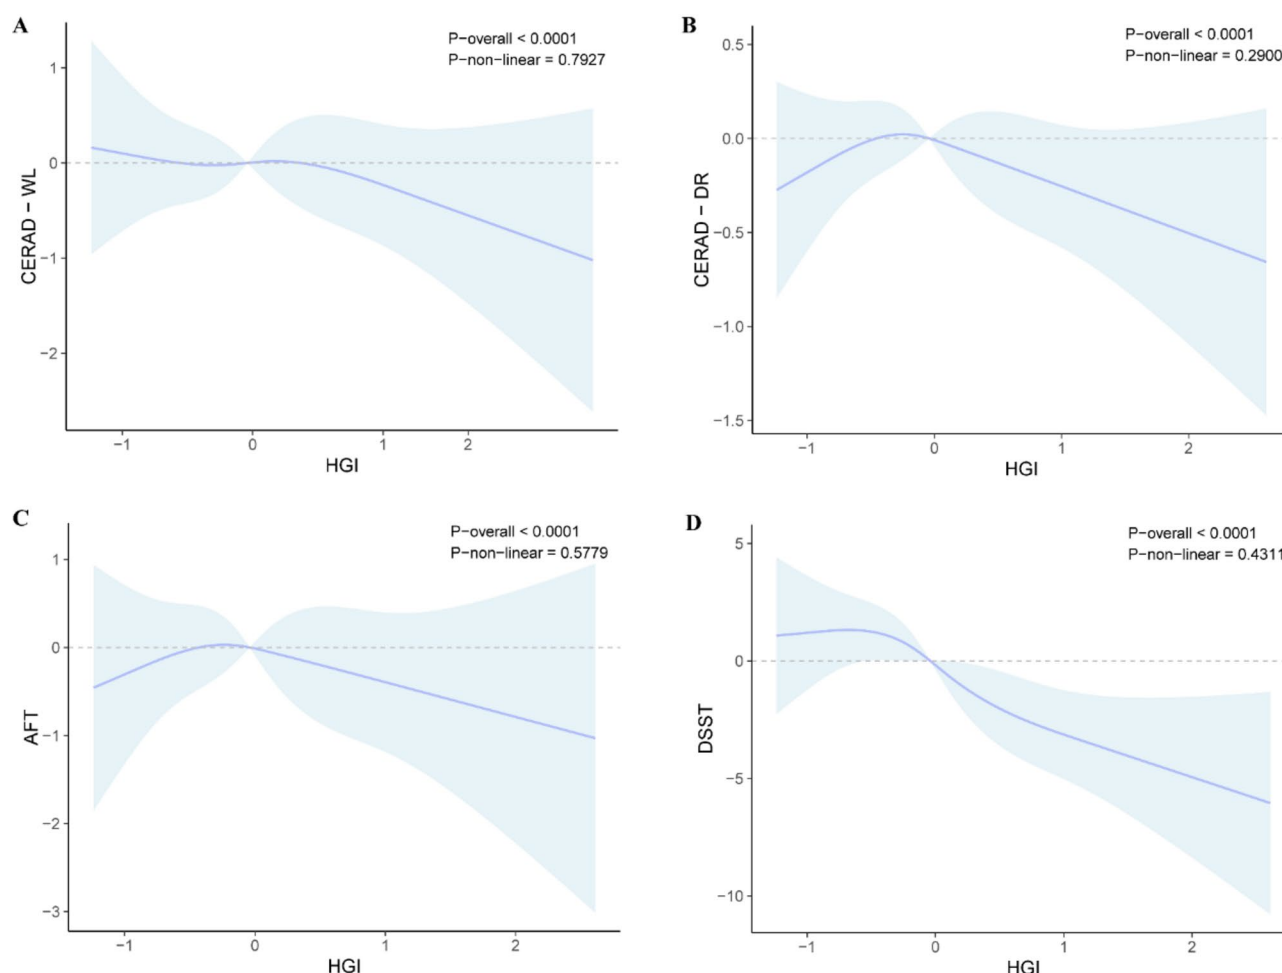 A
P-overall < 0.0001
P-non-linear = 0.7927
1
0
−1
−2
CERAD − WL
−1 0 1 2
HGI
B
P-overall < 0.0001
P-non-linear = 0.2900
0.5
0.0
−0.5
−1.0
−1.5
CERAD − DR
−1 0 1 2
HGI
C
P-overall < 0.0001
P-non-linear = 0.5779
1
0
−1
−2
−3
AFT
−1 0 1 2
HGI
D
P-overall < 0.0001
P-non-linear = 0.4311
5
0
−5
−10
DSST
−1 0 1 2
HGI